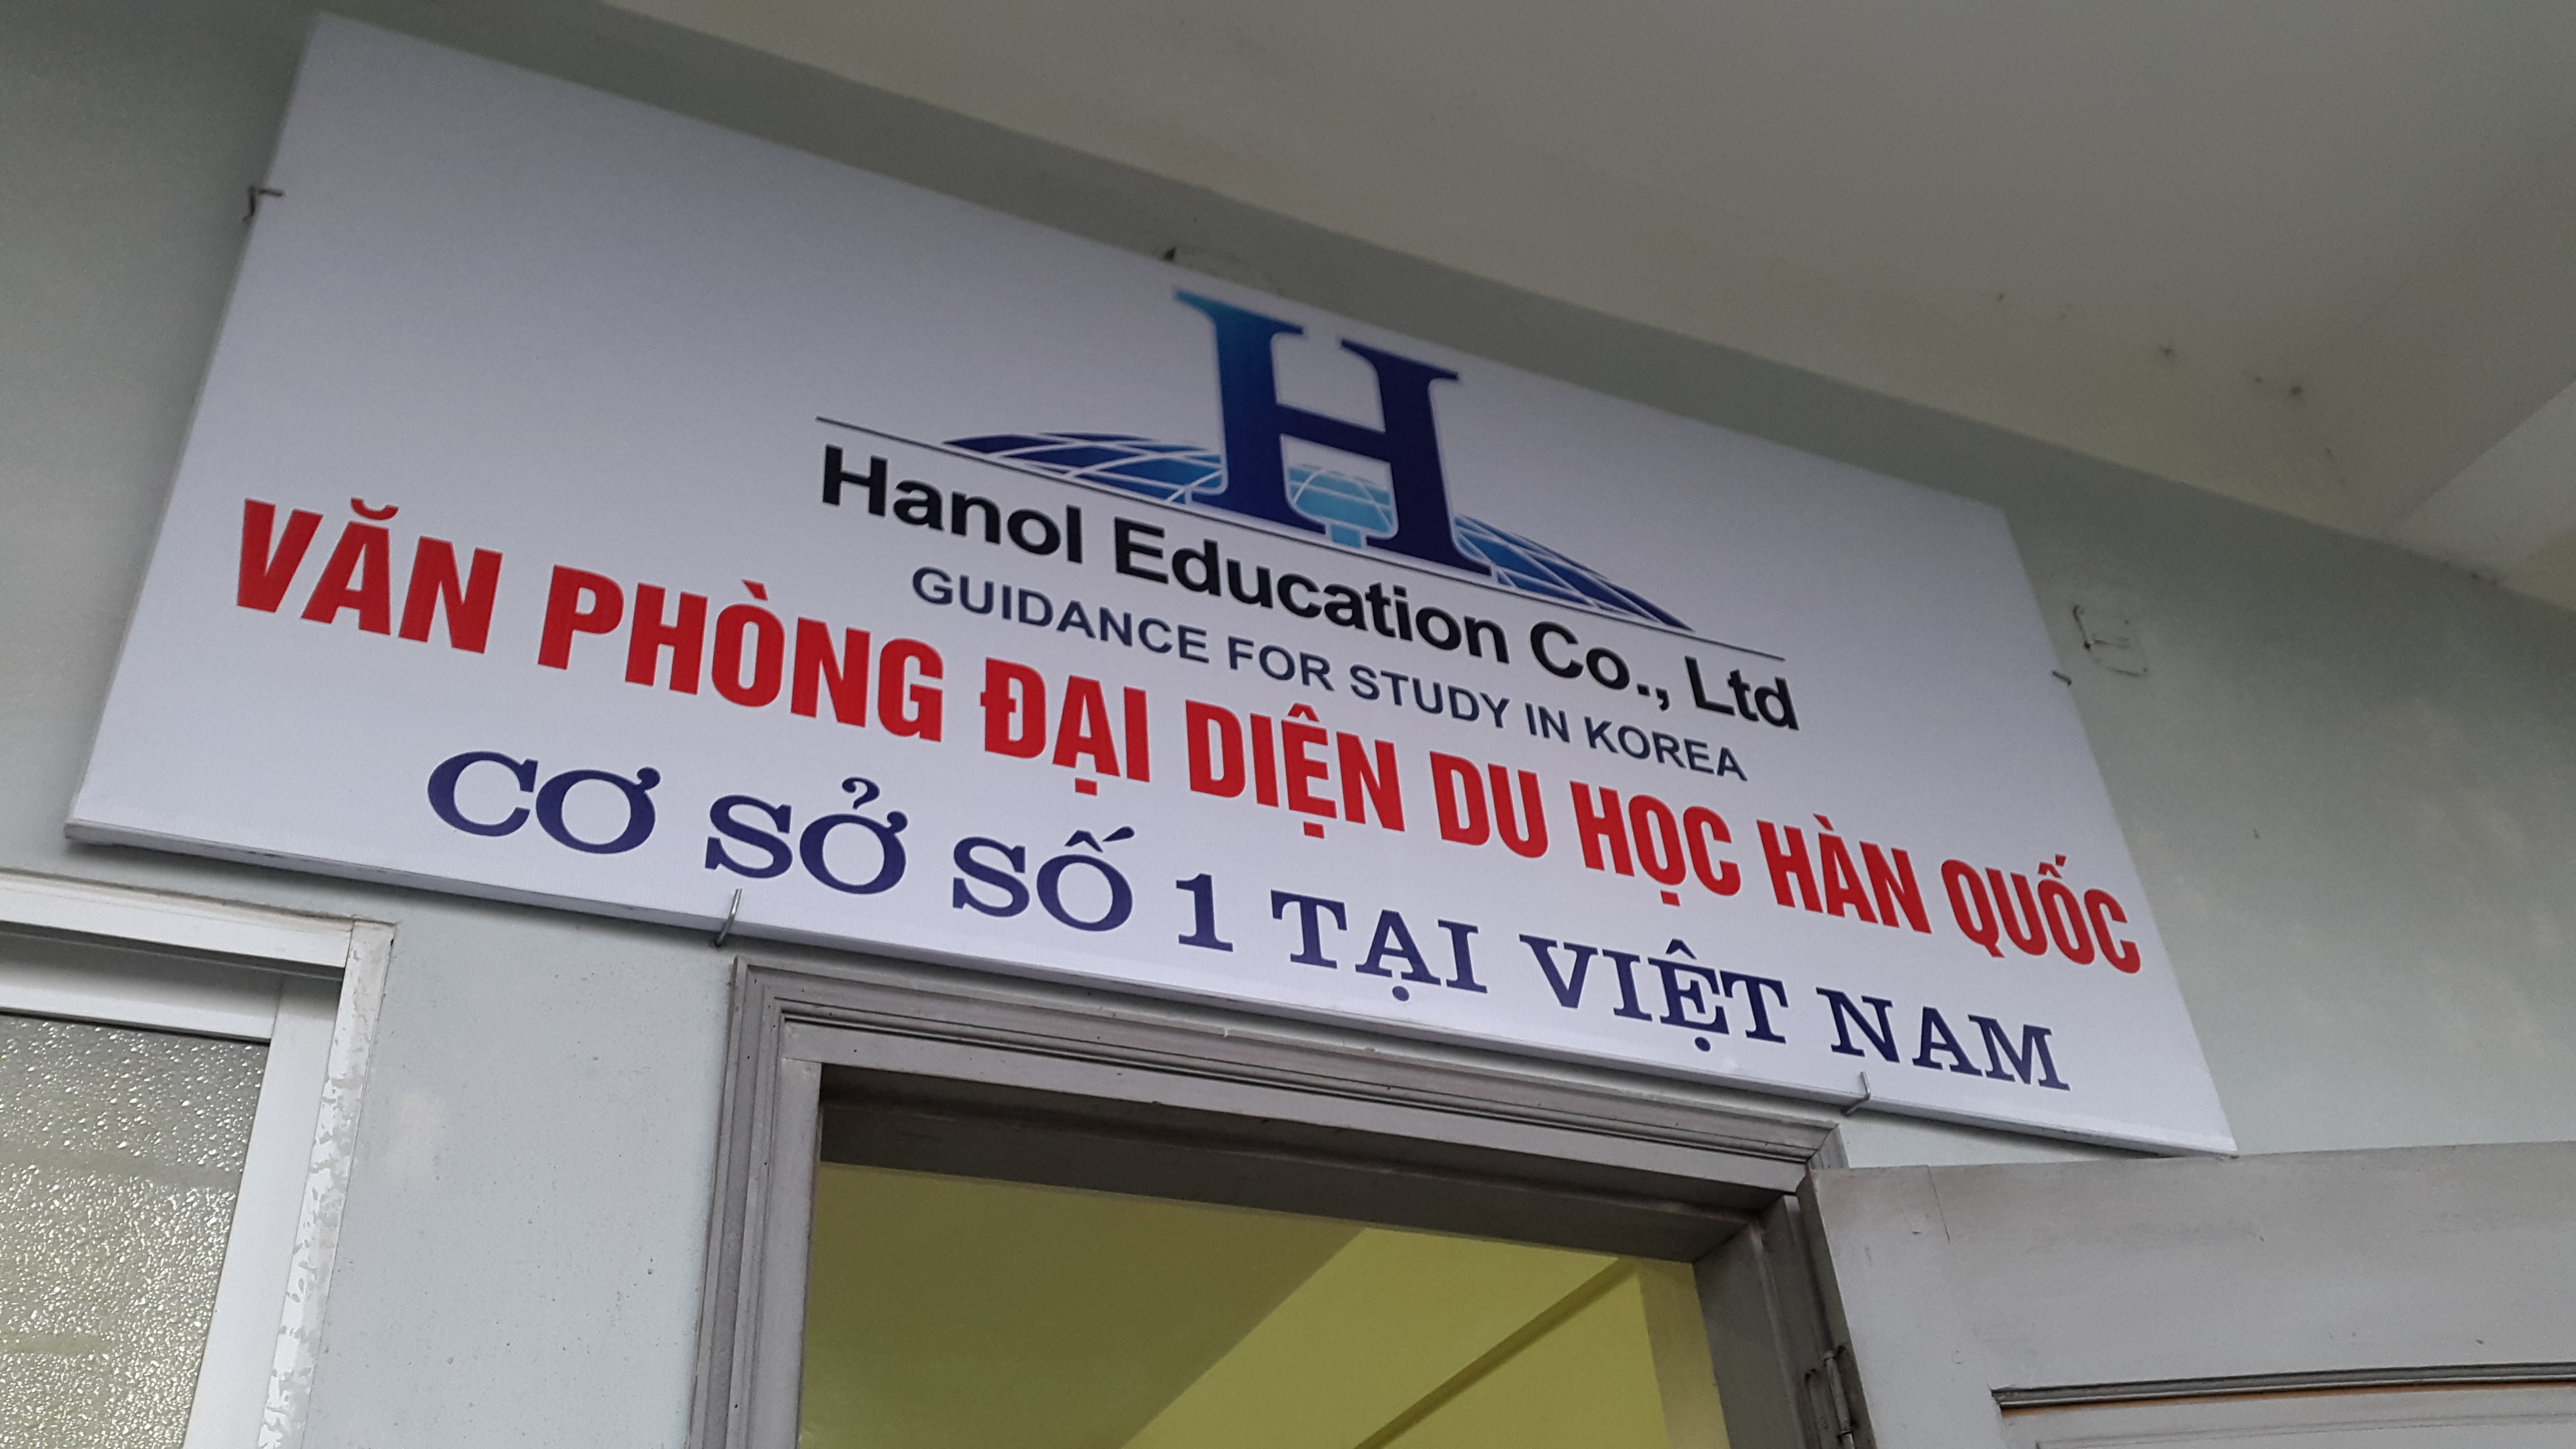 H
Hanol Education Co., Ltd
GUIDANCE FOR STUDY IN KOREA
VĂN PHÒNG ĐẠI DIỆN DU HỌC HÀN QUỐC
CƠ SỞ SỐ 1 TẠI VIỆT NAM